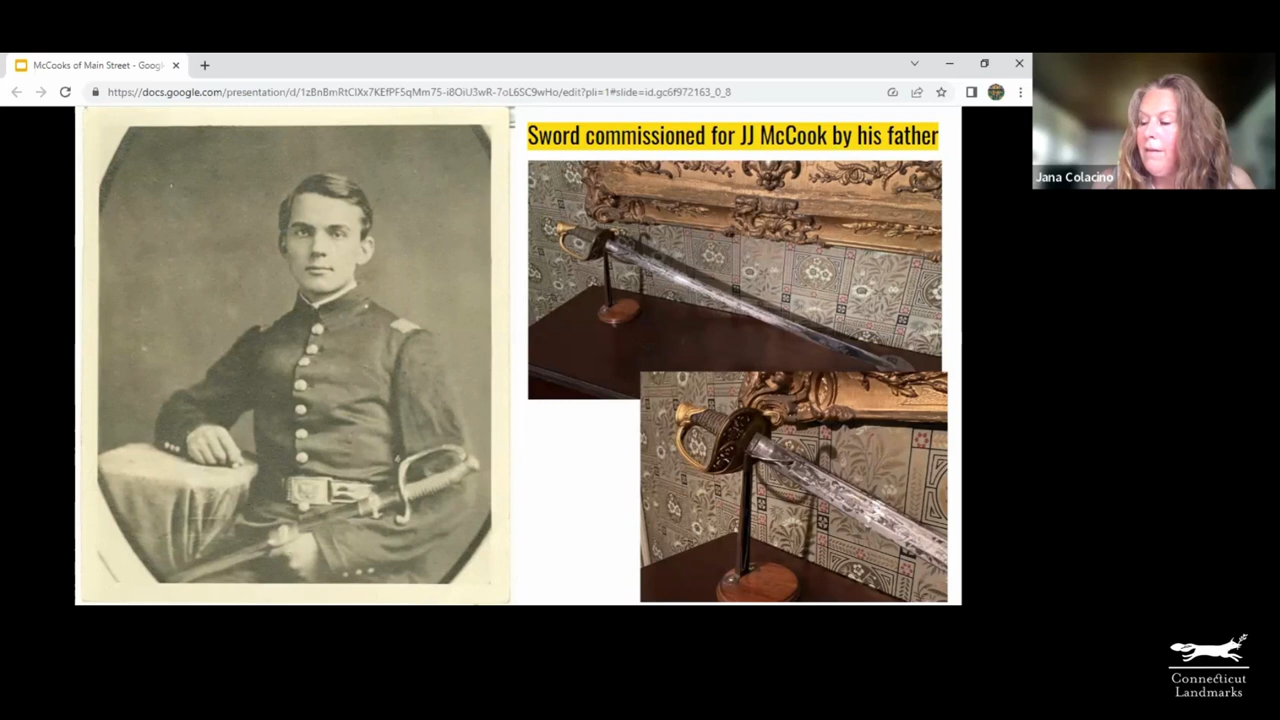 McCooks of Main Street - Googl
https://docs.google.com/presentation/d/1zBnBmRtClXx7KEfPF5qMm75-i8OiU3wR-7oL6SC9wHo/edit?pli=1#slide=id.gc6f972163_0_8
Jana Colacino
Sword commissioned for JJ McCook by his father
Connecticut
Landmarks